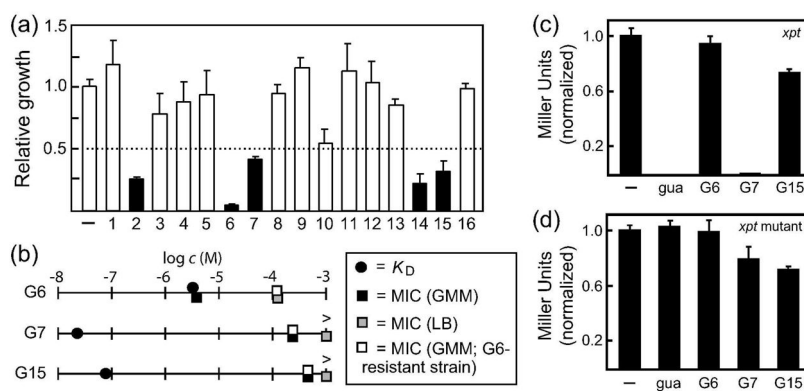 (a)
Relative growth
1.5
1.0
0.5
0
– 1 2 3 4 5 6 7 8 9 10 11 12 13 14 15 16
(b)
log c (M)
-8 -7 -6 -5 -4 -3
G6
G7
>
G15
>
= KD
= MIC (GMM)
= MIC (LB)
= MIC (GMM; G6-
resistant strain)
(c)
xpt
Miller Units
(normalized)
1.0
0.6
0.2
– gua G6 G7 G15
(d)
xpt mutant
Miller Units
(normalized)
1.0
0.6
0.2
– gua G6 G7 G15